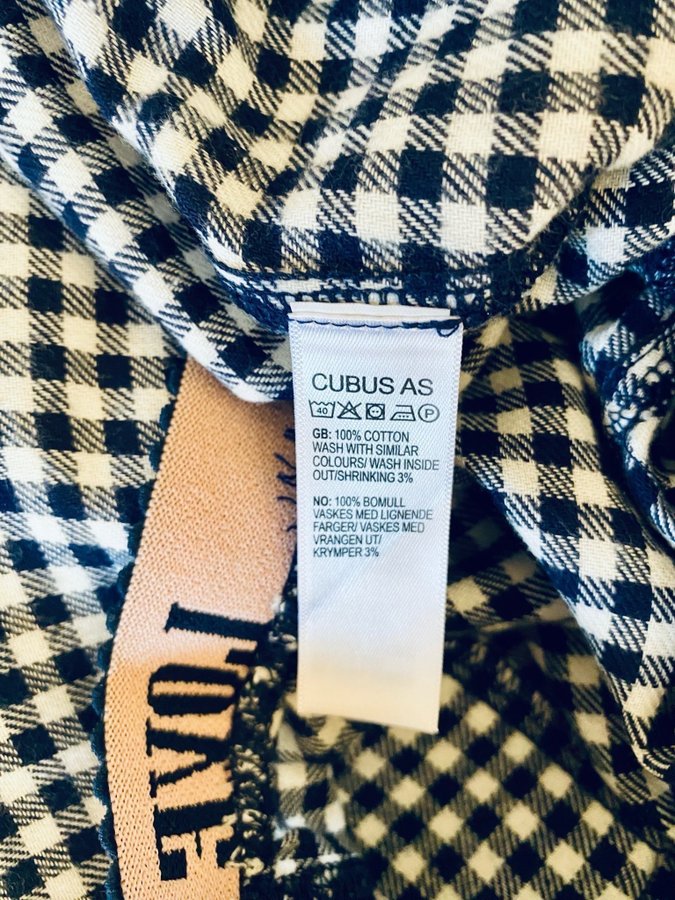 CUBUS AS
40 P
GB: 100% COTTON
WASH WITH SIMILAR
COLOURS/ WASH INSIDE
OUT/SHRINKING 3%
NO: 100% BOMULL
VASKES MED LIGNENDE
FARGER/ VASKES MED
VRANGEN UT/
KRYMPER 3%